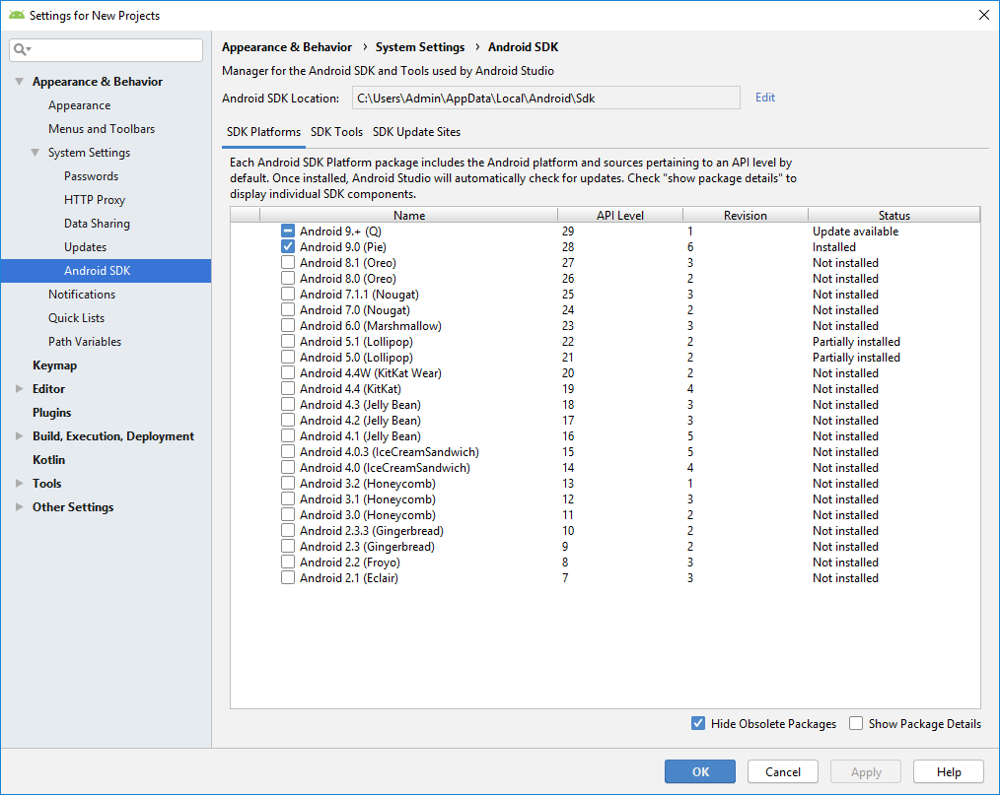 Settings for New Projects
Appearance & Behavior
Appearance
Menus and Toolbars
System Settings
Passwords
HTTP Proxy
Data Sharing
Updates
Android SDK
Notifications
Quick Lists
Path Variables
Keymap
Editor
Plugins
Build, Execution, Deployment
Kotlin
Tools
Other Settings
Appearance & Behavior › System Settings › Android SDK
Manager for the Android SDK and Tools used by Android Studio
Android SDK Location: C:\Users\Admin\AppData\Local\Android\Sdk Edit
SDK Platforms SDK Tools SDK Update Sites
Each Android SDK Platform package includes the Android platform and sources pertaining to an API level by
default. Once installed, Android Studio will automatically check for updates. Check "show package details" to
display individual SDK components.
Name API Level Revision Status
Android 9.+ (Q) 29 1 Update available
Android 9.0 (Pie) 28 6 Installed
Android 8.1 (Oreo) 27 3 Not installed
Android 8.0 (Oreo) 26 2 Not installed
Android 7.1.1 (Nougat) 25 3 Not installed
Android 7.0 (Nougat) 24 2 Not installed
Android 6.0 (Marshmallow) 23 3 Not installed
Android 5.1 (Lollipop) 22 2 Partially installed
Android 5.0 (Lollipop) 21 2 Partially installed
Android 4.4W (KitKat Wear) 20 2 Not installed
Android 4.4 (KitKat) 19 4 Not installed
Android 4.3 (Jelly Bean) 18 3 Not installed
Android 4.2 (Jelly Bean) 17 3 Not installed
Android 4.1 (Jelly Bean) 16 5 Not installed
Android 4.0.3 (IceCreamSandwich) 15 5 Not installed
Android 4.0 (IceCreamSandwich) 14 4 Not installed
Android 3.2 (Honeycomb) 13 1 Not installed
Android 3.1 (Honeycomb) 12 3 Not installed
Android 3.0 (Honeycomb) 11 2 Not installed
Android 2.3.3 (Gingerbread) 10 2 Not installed
Android 2.3 (Gingerbread) 9 2 Not installed
Android 2.2 (Froyo) 8 3 Not installed
Android 2.1 (Eclair) 7 3 Not installed
Hide Obsolete Packages Show Package Details
OK Cancel Apply Help